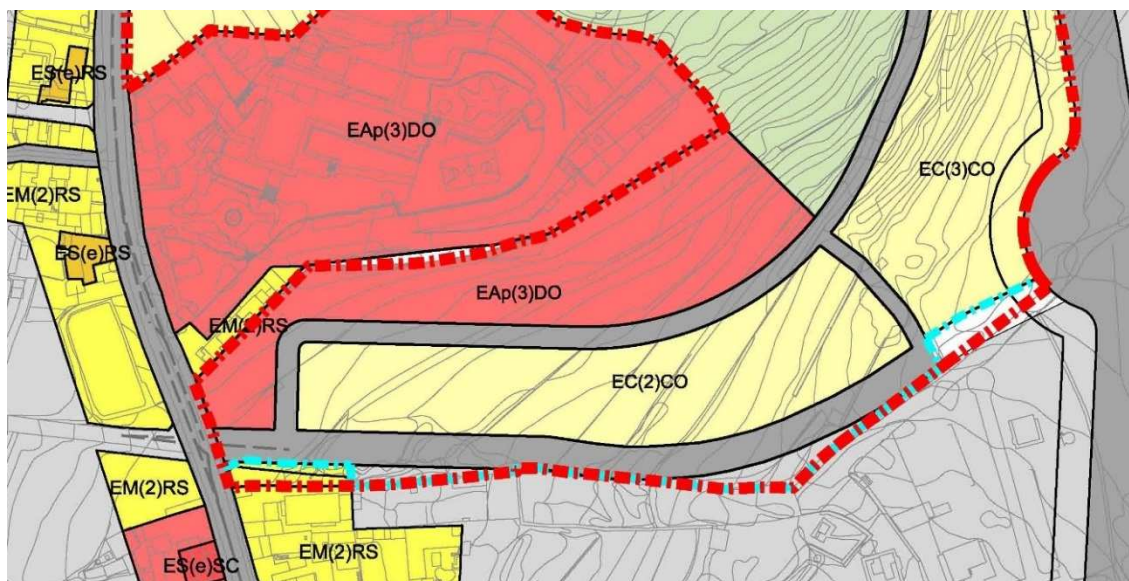 ES(e)RS
EAp(3)DO
EC(3)CO
EM(2)RS
ES(e)RS
EAp(3)DO
EC(2)CO
EM(2)RS
EM(2)RS
ES(e)SC